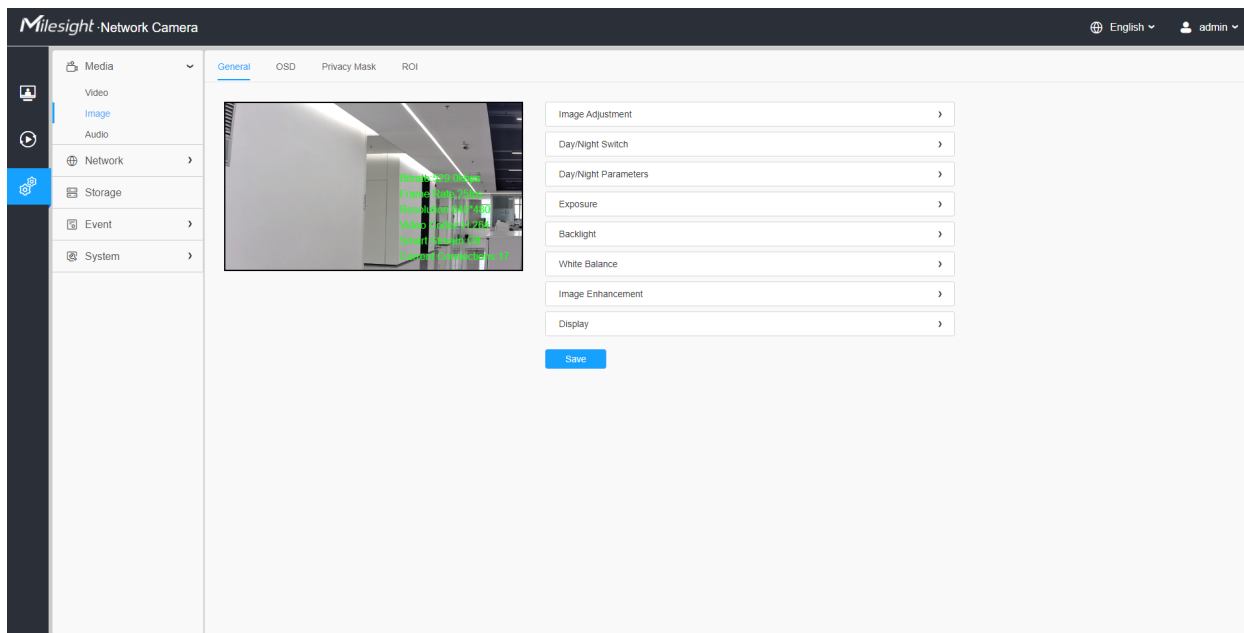 Milesight·Network Camera
English
admin
Media
Video
Image
Audio
Network
Storage
Event
System
General
OSD
Privacy Mask
ROI
Image Adjustment
Day/Night Switch
Day/Night Parameters
Exposure
Backlight
White Balance
Image Enhancement
Display
Save